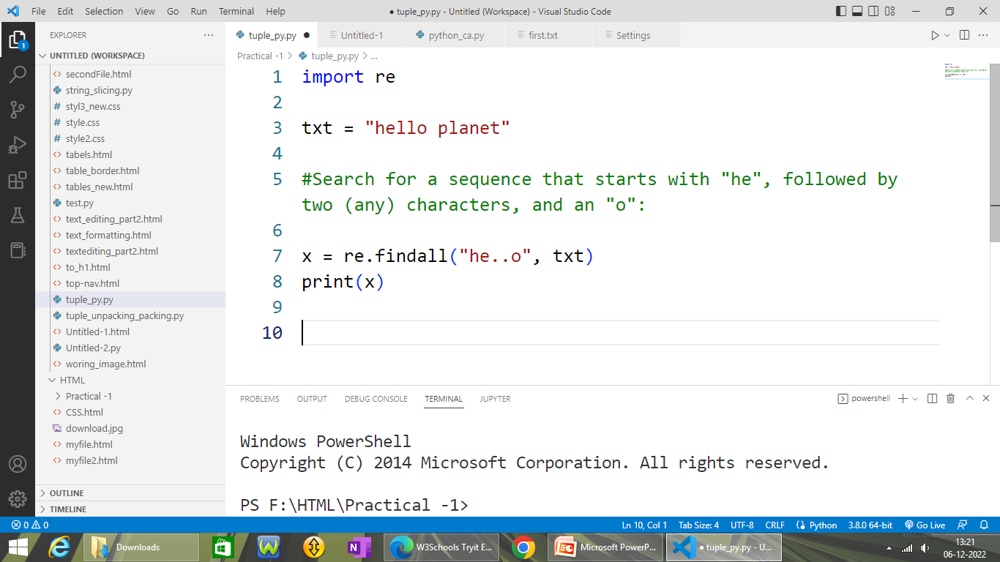 File Edit Selection View Go Run Terminal Help ● tuple_py.py - Untitled (Workspace) - Visual Studio Code
1
EXPLORER ...
UNTITLED (WORKSPACE)
<> secondFile.html
string_slicing.py
# styl3_new.css
# style.css
# style2.css
<> tabels.html
<> table_border.html
<> tables_new.html
test.py
<> text_editing_part2.html
<> text_formatting.html
<> textediting_part2.html
<> to_h1.html
<> top-nav.html
tuple_py.py
tuple_unpacking_packing.py
<> Untitled-1.html
Untitled-2.py
<> woring_image.html
HTML
> Practical -1
<> CSS.html
download.jpg
<> myfile.html
<> myfile2.html
> OUTLINE
> TIMELINE
tuple_py.py ● Untitled-1 python_ca.py first.txt Settings
Practical -1 > tuple_py.py > ...
1 import re
2
3 txt = "hello planet"
4
5 #Search for a sequence that starts with "he", followed by
two (any) characters, and an "o":
6
7 x = re.findall("he..o", txt)
8 print(x)
9
10
PROBLEMS OUTPUT DEBUG CONSOLE TERMINAL JUPYTER powershell
Windows PowerShell
Copyright (C) 2014 Microsoft Corporation. All rights reserved.
PS F:\HTML\Practical -1>
0 0 Ln 10, Col 1 Tab Size: 4 UTF-8 CRLF Python 3.8.0 64-bit Go Live
Downloads W3Schools Tryit E... Microsoft PowerP... ● tuple_py.py - U... 13:21
06-12-2022